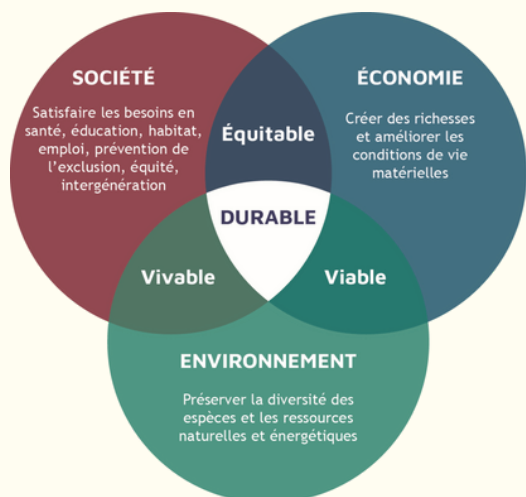 SOCIÉTÉ
Satisfaire les besoins en
santé, éducation, habitat,
emploi, prévention de
l'exclusion, équité,
intergénération
Équitable
ÉCONOMIE
Créer des richesses
et améliorer les
conditions de vie
matérielles
DURABLE
Vivable
Viable
ENVIRONNEMENT
Préserver la diversité des
espèces et les ressources
naturelles et énergétiques